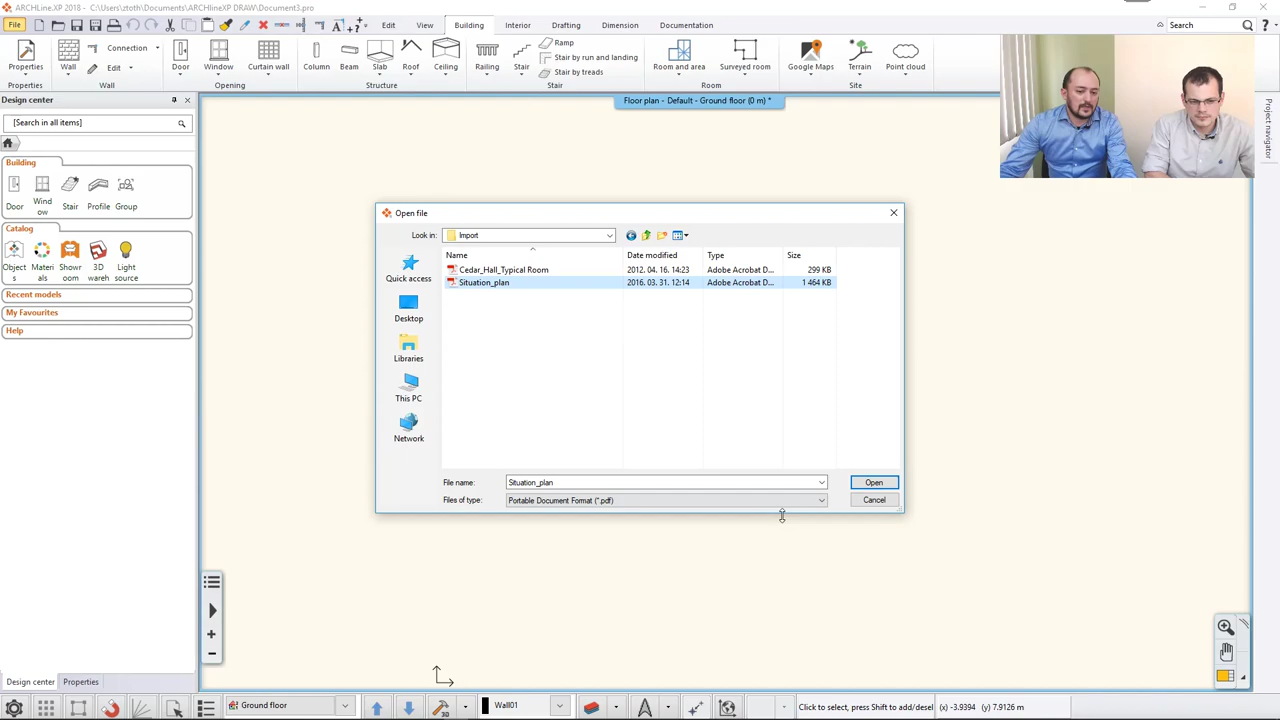 ARCHLine.XP 2018 - C:\Users\ztoth\Documents\ARCHlineXP DRAW\Document3.pro
File
Edit
View
Building
Interior
Drafting
Dimension
Documentation
Search
Properties
Wall
Connection
Edit
Door
Window
Curtain wall
Column
Beam
Slab
Roof
Ceiling
Railing
Stair
Ramp
Stair by run and landing
Stair by treads
Room and area
Surveyed room
Google Maps
Terrain
Point cloud
Properties
Wall
Opening
Structure
Stair
Room
Site
Design center
Floor plan - Default - Ground floor (0 m) *
[Search in all items]
Project navigator
Building
Door
Wind
ow
Stair
Profile
Group
Catalog
Object
s
Materi
als
Showr
oom
3D
wareh
Light
source
Recent models
My Favourites
Help
Open file
Look in:
Import
Name
Date modified
Type
Size
Cedar_Hall_Typical Room
2012. 04. 16. 14:23
Adobe Acrobat D...
299 KB
Situation_plan
2016. 03. 31. 12:14
Adobe Acrobat D...
1 464 KB
Quick access
Desktop
Libraries
This PC
Network
File name:
Situation_plan
Open
Files of type:
Portable Document Format (*.pdf)
Cancel
Design center
Properties
Ground floor
Wall01
Click to select, press Shift to add/desel
(x) -3.9394
(y) 7.9126 m